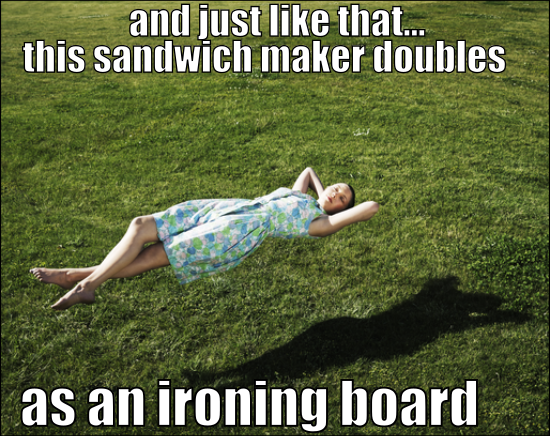 and just like that...
this sandwich maker doubles
as an ironing board